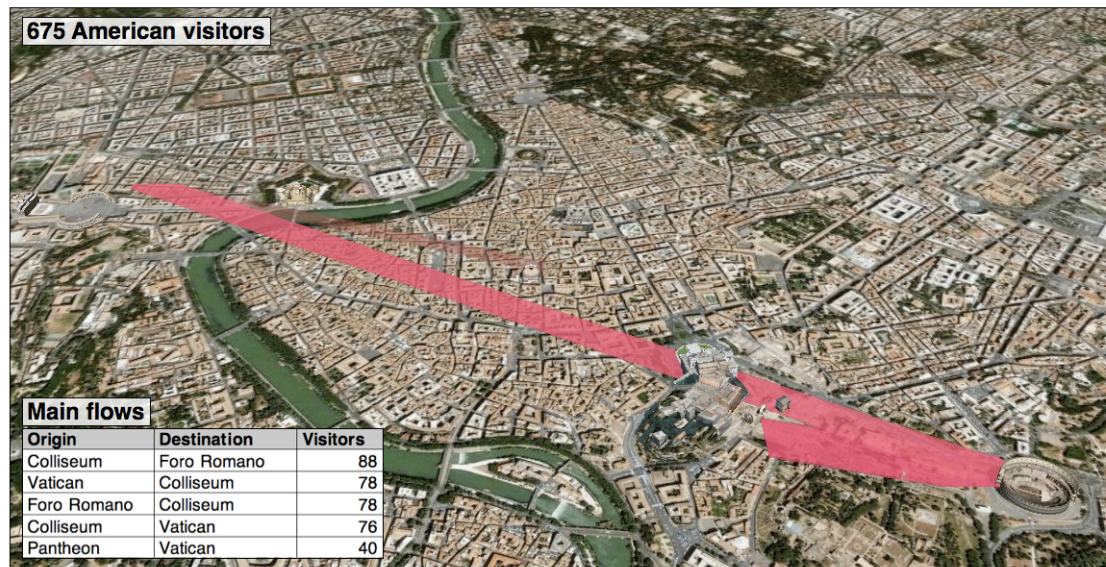 675 American visitors
Main flows
Origin Destination Visitors
Colliseum Foro Romano 88
Vatican Colliseum 78
Foro Romano Colliseum 78
Colliseum Vatican 76
Pantheon Vatican 40